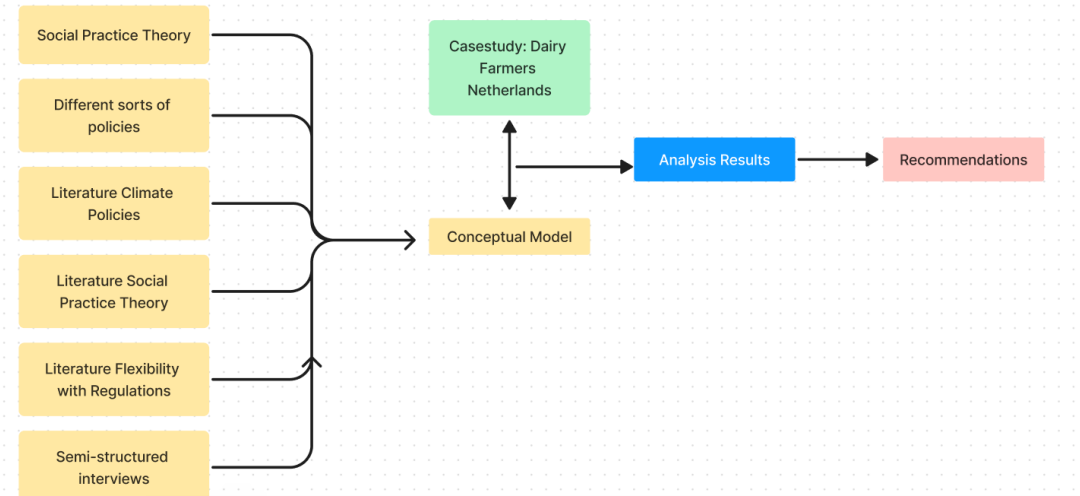 Social Practice Theory
Different sorts of
policies
Literature Climate
Policies
Literature Social
Practice Theory
Literature Flexibility
with Regulations
Semi-structured
interviews
Casestudy: Dairy
Farmers
Netherlands
Conceptual Model
Analysis Results
Recommendations